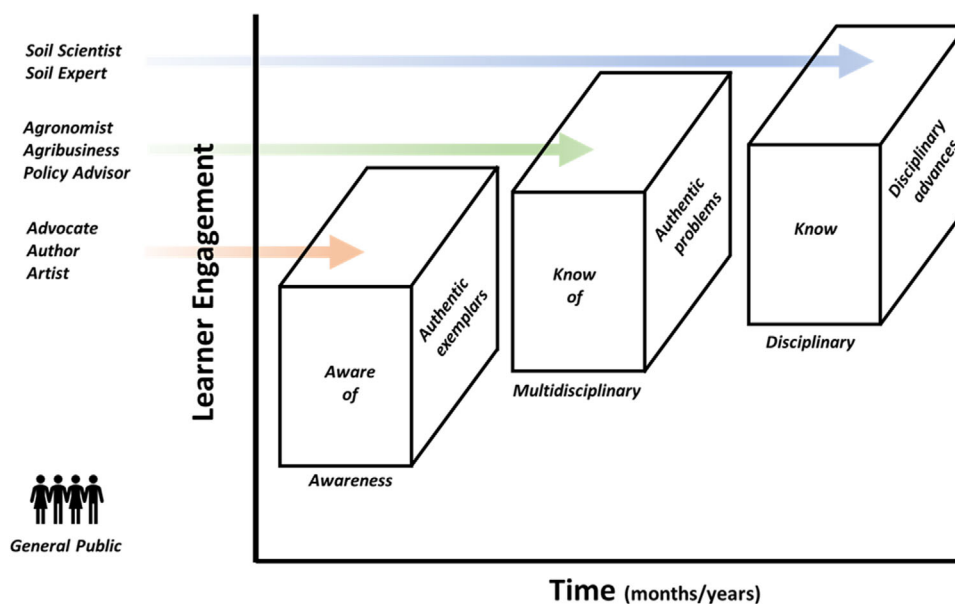 Soil Scientist
Soil Expert
Agronomist
Agribusiness
Policy Advisor
Advocate
Author
Artist
General Public
Learner Engagement
Aware
of
Authentic
exemplars
Awareness
Know
of
Authentic
problems
Multidisciplinary
Know
Disciplinary
advances
Disciplinary
Time (months/years)